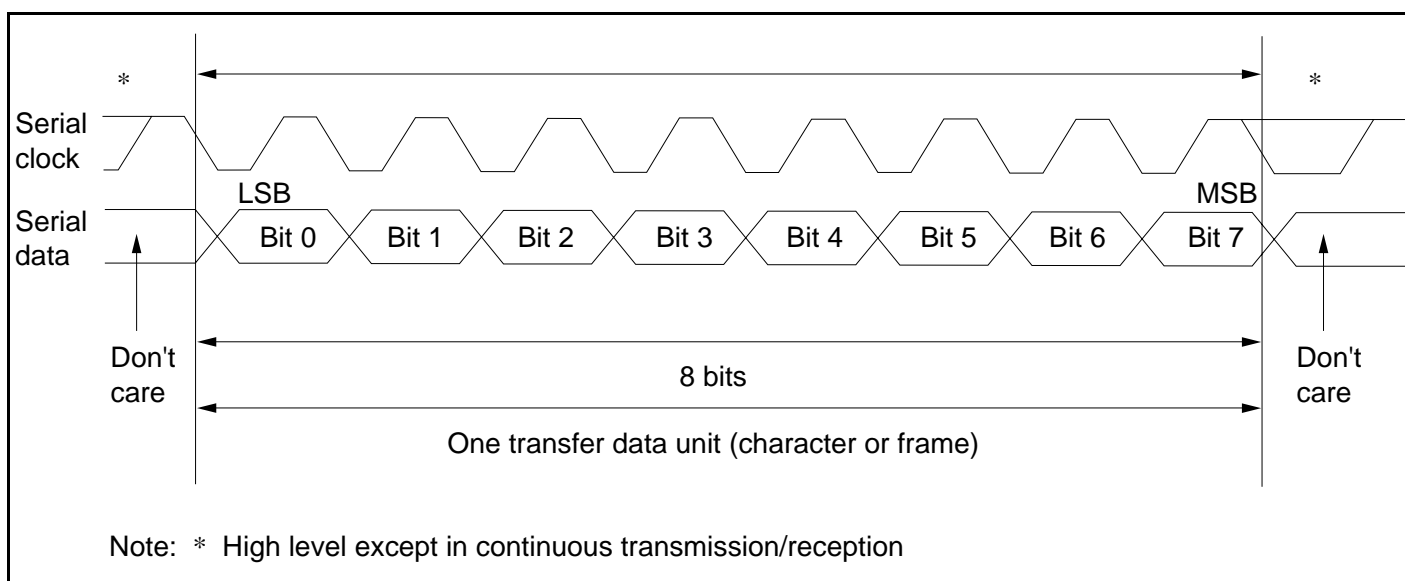 *
*
Serial
clock
LSB
MSB
Serial
data
Bit 0
Bit 1
Bit 2
Bit 3
Bit 4
Bit 5
Bit 6
Bit 7
Don't
care
Don't
care
8 bits
One transfer data unit (character or frame)
Note: * High level except in continuous transmission/reception